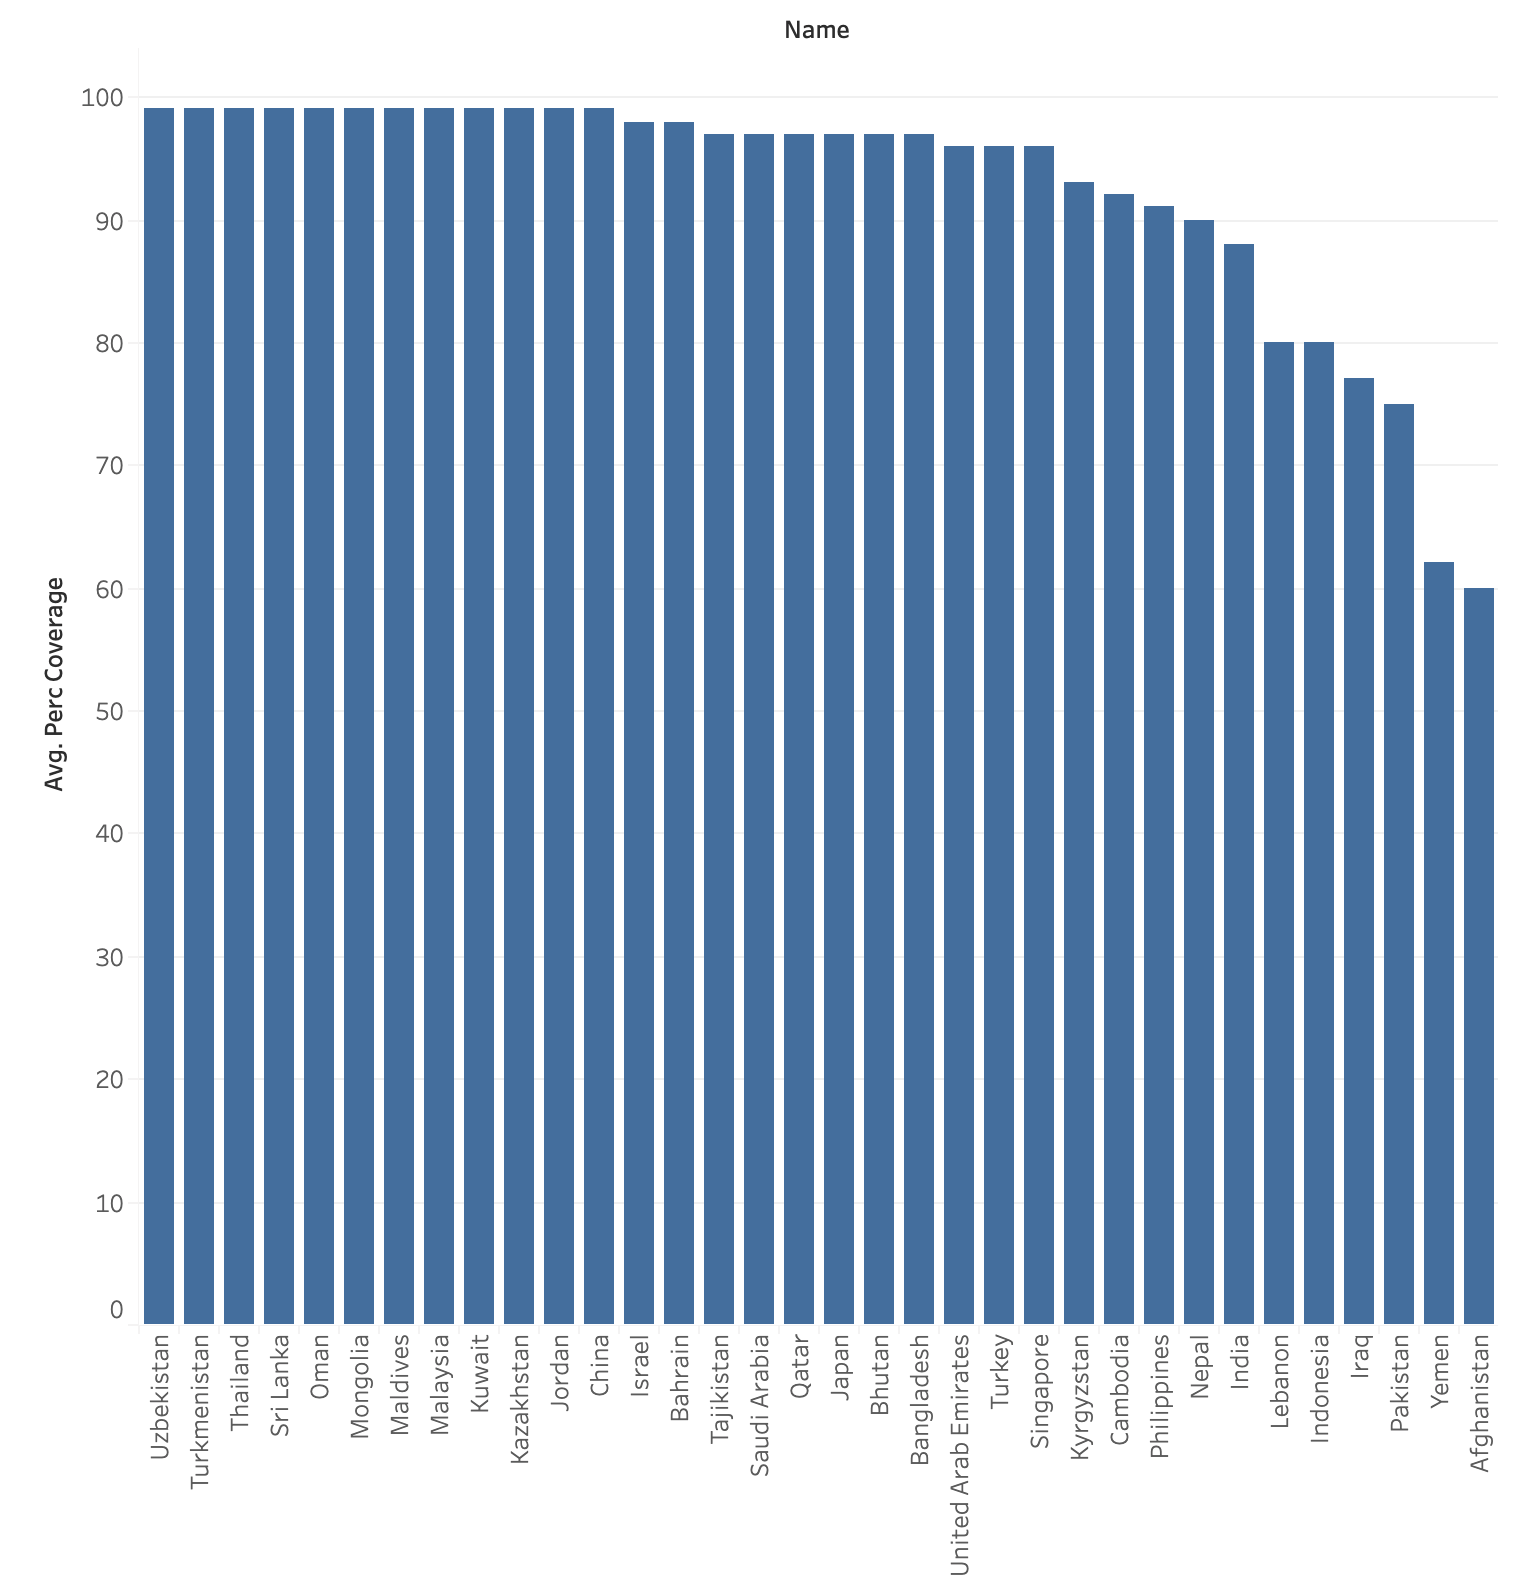 Name
100
90
80
70
60
50
40
30
20
10
0
Avg. Perc Coverage
Uzbekistan
Turkmenistan
Thailand
Sri Lanka
Oman
Mongolia
Maldives
Malaysia
Kuwait
Kazakhstan
Jordan
China
Israel
Bahrain
Tajikistan
Saudi Arabia
Qatar
Japan
Bhutan
Bangladesh
United Arab Emirates
Turkey
Singapore
Kyrgyzstan
Cambodia
Philippines
Nepal
India
Lebanon
Indonesia
Iraq
Pakistan
Yemen
Afghanistan